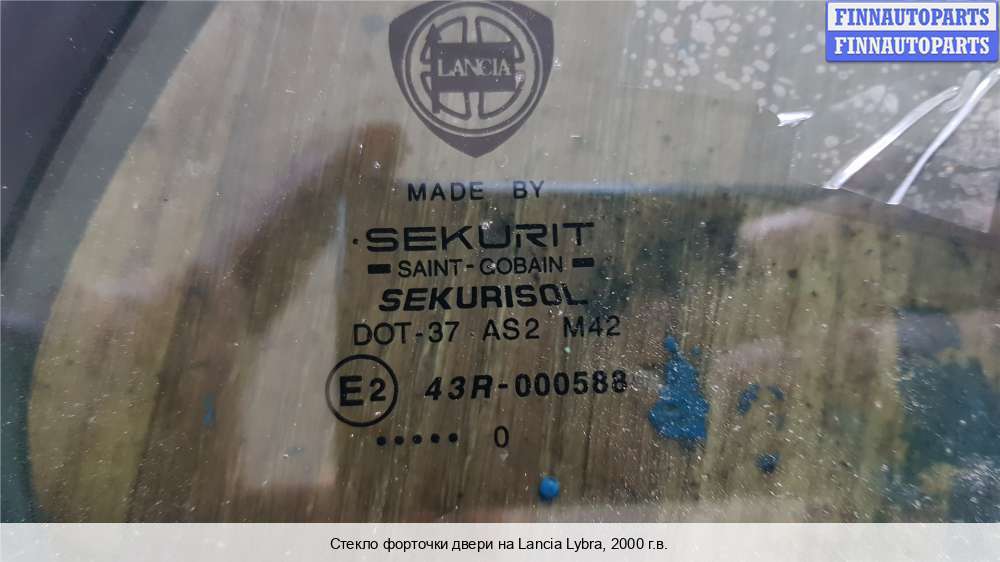 FINNAUTOPARTS
FINNAUTOPARTS
LANCIA
MADE BY
SEKURIT
SAINT-GOBAIN
SEKURISOL
DOT-37 AS2 M42
E2 43R-000588
••••• 0
Стекло форточки двери на Lancia Lybra, 2000 г.в.